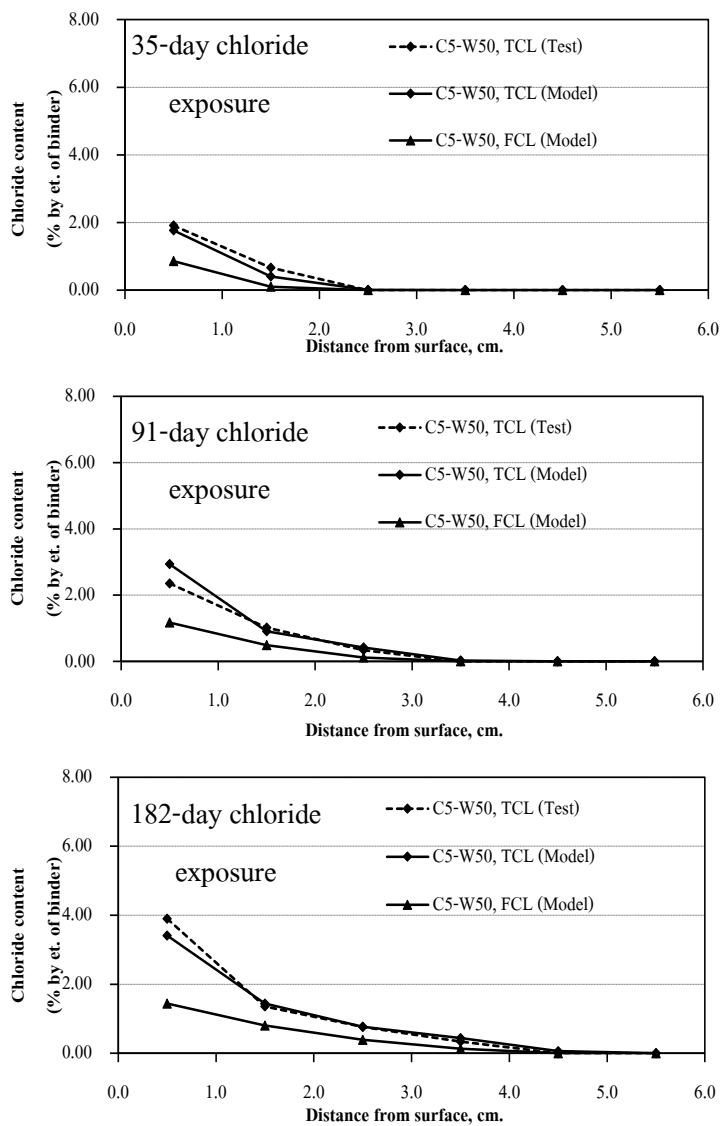 8.00
6.00
4.00
2.00
0.00
35-day chloride
exposure
C5-W50, TCL (Test)
C5-W50, TCL (Model)
C5-W50, FCL (Model)
Chloride content
(% by et. of binder)
0.0 1.0 2.0 3.0 4.0 5.0 6.0
Distance from surface, cm.
8.00
6.00
4.00
2.00
0.00
91-day chloride
exposure
C5-W50, TCL (Test)
C5-W50, TCL (Model)
C5-W50, FCL (Model)
Chloride content
(% by et. of binder)
0.0 1.0 2.0 3.0 4.0 5.0 6.0
Distance from surface, cm.
8.00
6.00
4.00
2.00
0.00
182-day chloride
exposure
C5-W50, TCL (Test)
C5-W50, TCL (Model)
C5-W50, FCL (Model)
Chloride content
(% by et. of binder)
0.0 1.0 2.0 3.0 4.0 5.0 6.0
Distance from surface, cm.